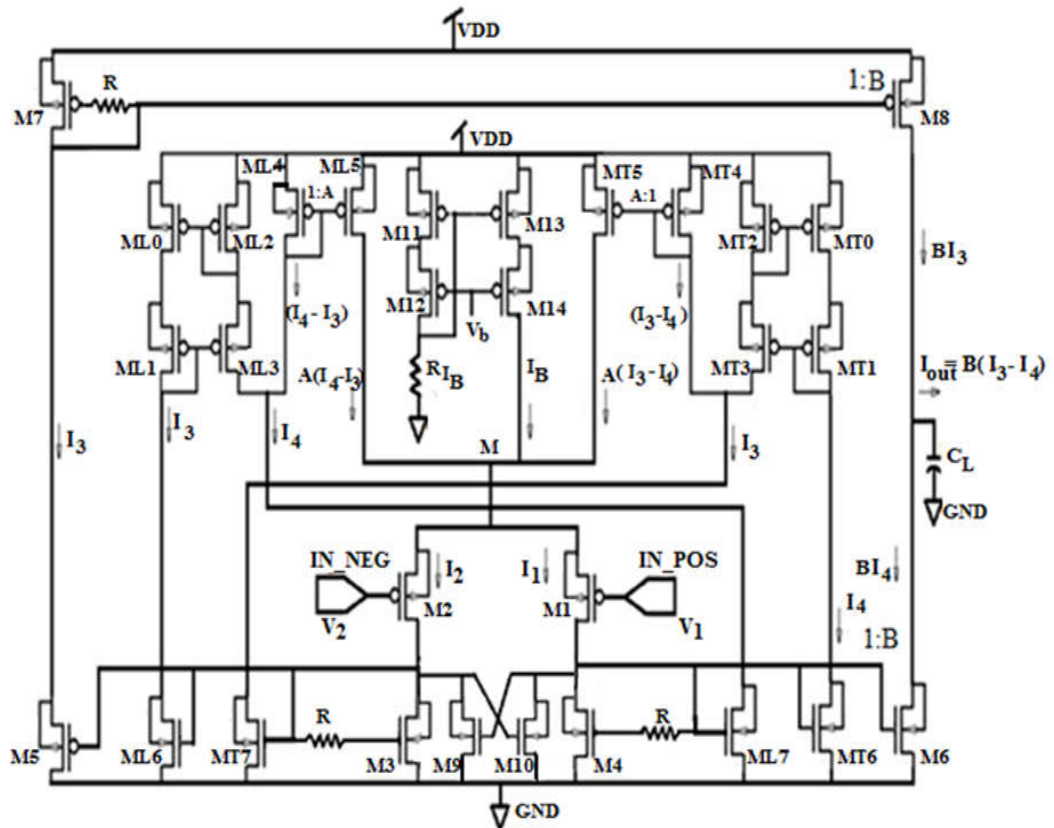 VDD
R
1:B
M7
M8
VDD
ML4
ML5
MT5
MT4
1:A
A:1
ML0
ML2
M11
M13
MT2
MT0
BI3
M12
M14
Vb
(I4 - I3)
(I3-I4)
ML1
ML3
MT3
MT1
R
IB
IB
A(I4-I3)
A( I3-I4)
Iout= B( I3 - I4)
I3
I3
I4
M
I3
CL
GND
IN_NEG
I2
I1
IN_POS
BI4
M2
M1
I4
V2
V1
1:B
R
R
M5
ML6
MT7
M3
M9
M10
M4
ML7
MT6
M6
GND